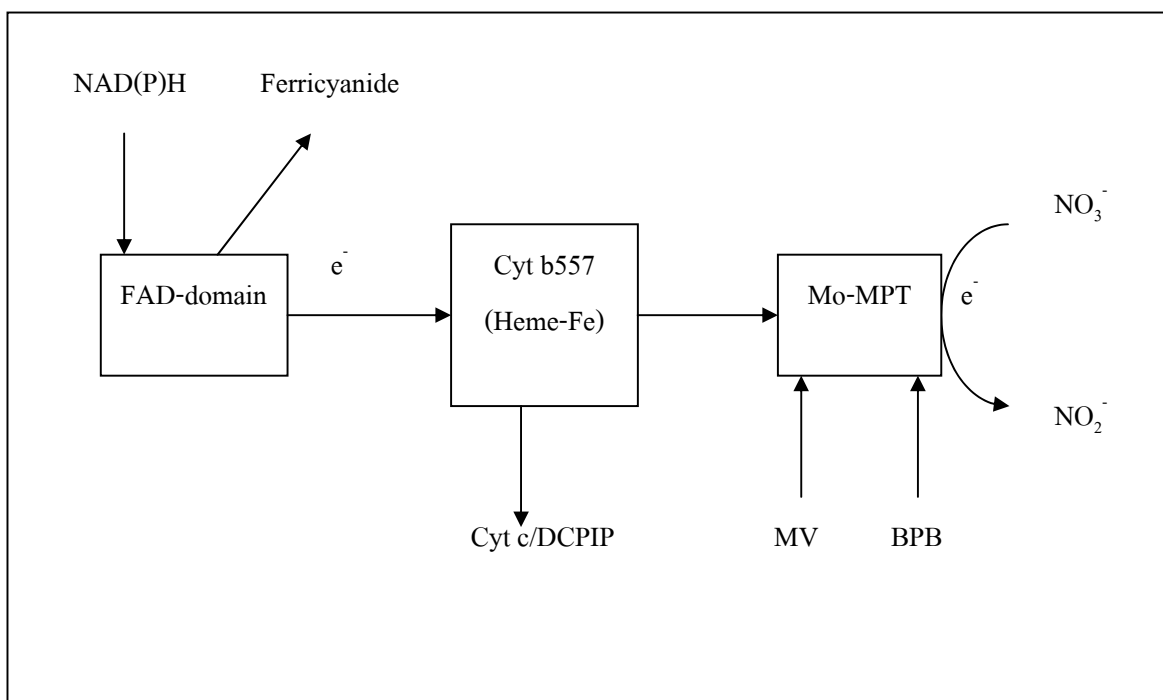 NAD(P)H
Ferricyanide
FAD-domain
e⁻
Cyt b557
(Heme-Fe)
Mo-MPT
e⁻
NO₃⁻
NO₂⁻
Cyt c/DCPIP
MV
BPB